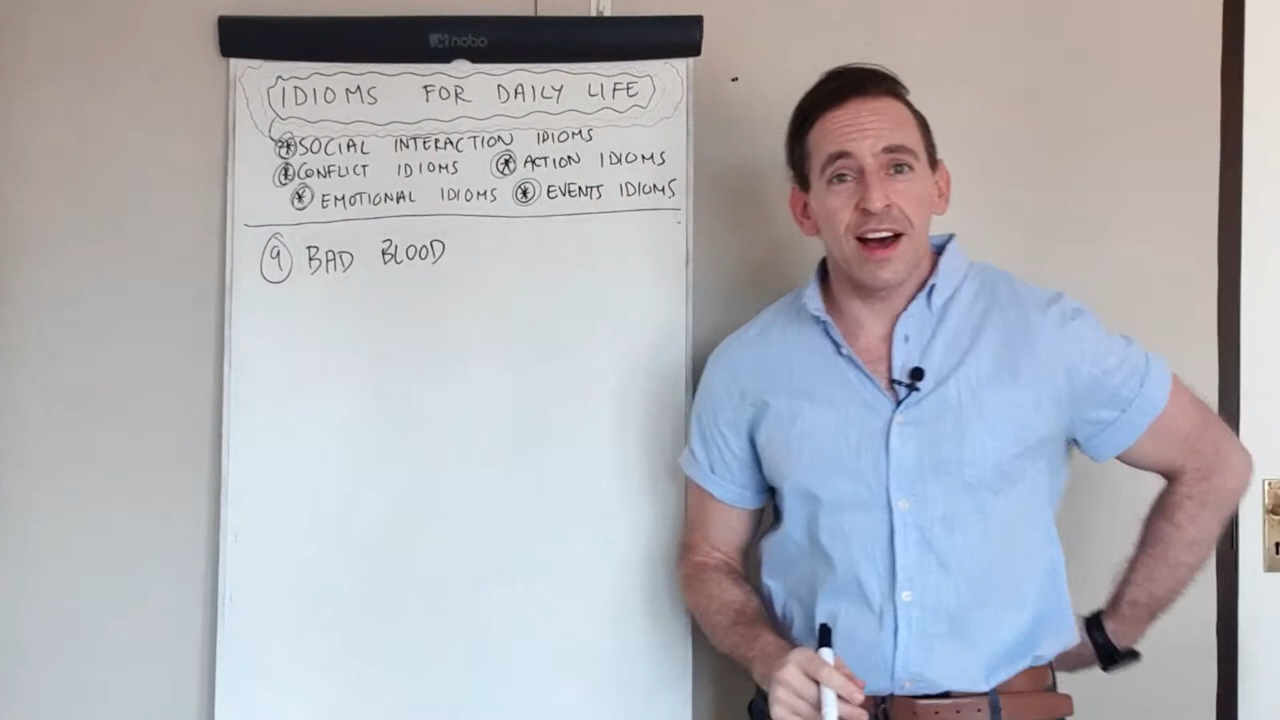 nobo
IDIOMS FOR DAILY LIFE
* SOCIAL INTERACTION IDIOMS
* CONFLICT IDIOMS * ACTION IDIOMS
* EMOTIONAL IDIOMS * EVENTS IDIOMS
9 BAD BLOOD